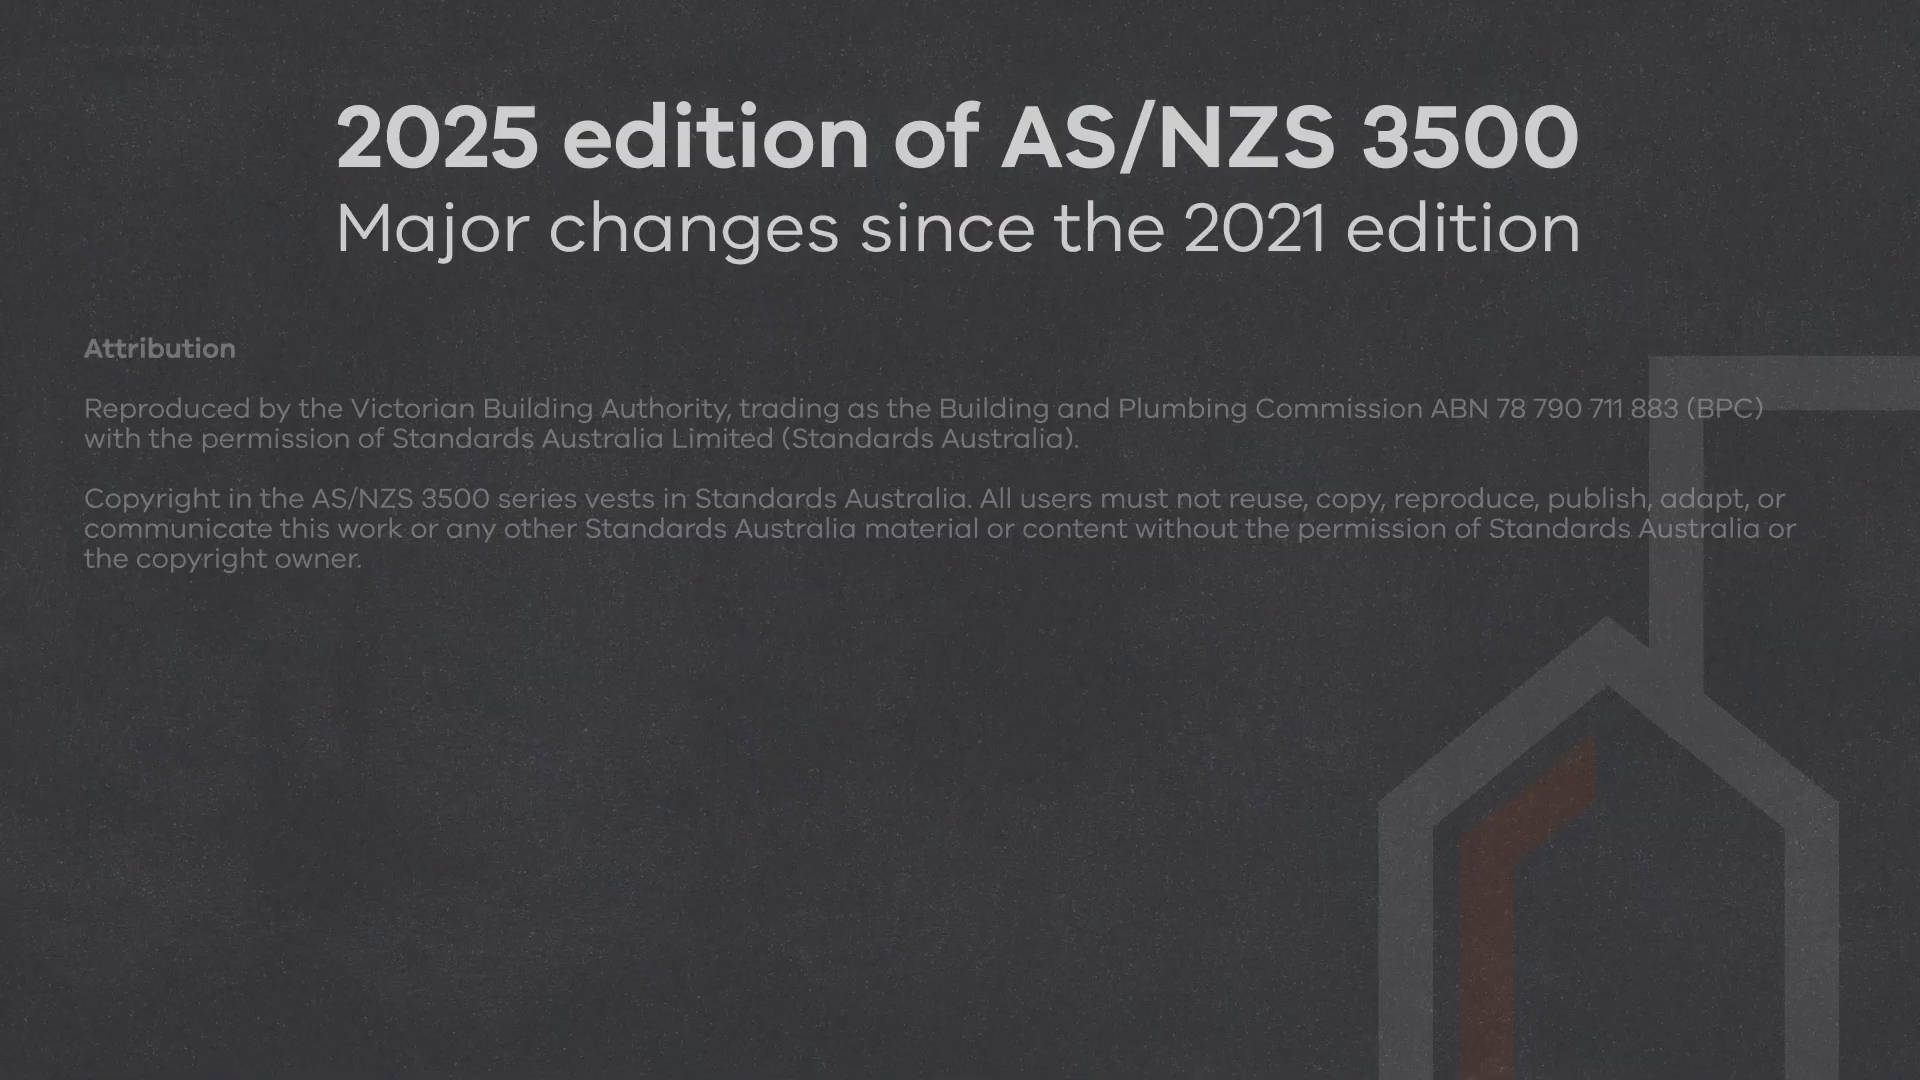 2025 edition of AS/NZS 3500
Major changes since the 2021 edition
Attribution
Reproduced by the Victorian Building Authority, trading as the Building and Plumbing Commission ABN 78 790 711 883 (BPC)
with the permission of Standards Australia Limited (Standards Australia).
Copyright in the AS/NZS 3500 series vests in Standards Australia. All users must not reuse, copy, reproduce, publish, adapt, or
communicate this work or any other Standards Australia material or content without the permission of Standards Australia or
the copyright owner.